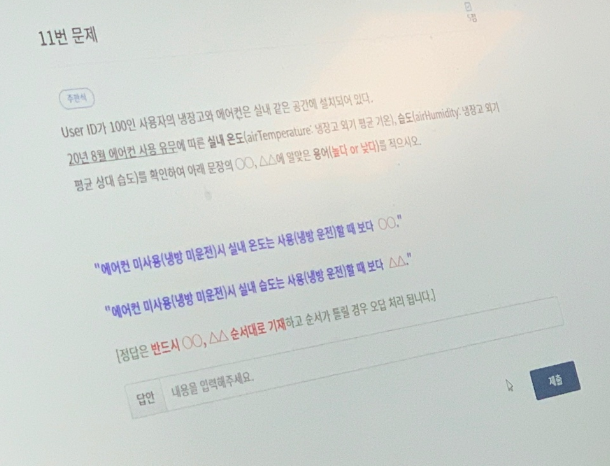 11번 문제
주관식
User ID가 100인 사용자의 냉장고와 에어컨은 실내 같은 공간에 설치되어 있다.
20년 8월 에어컨 사용 유무에 따른 실내 온도(airTemperature: 냉장고 외기 평균 기온), 습도(airHumidity: 냉장고 외기
평균 상대 습도)를 확인하여 아래 문장의 ○○, △△에 알맞은 용어(높다 or 낮다)를 적으시오.
"에어컨 미사용(냉방 미운전)시 실내 온도는 사용(냉방 운전)할 때 보다 ○○."
"에어컨 미사용(냉방 미운전)시 실내 습도는 사용(냉방 운전)할 때 보다 △△."
[정답은 반드시 ○○, △△ 순서대로 기재하고 순서가 틀릴 경우 오답 처리 됩니다.]
답안 내용을 입력해주세요.
제출